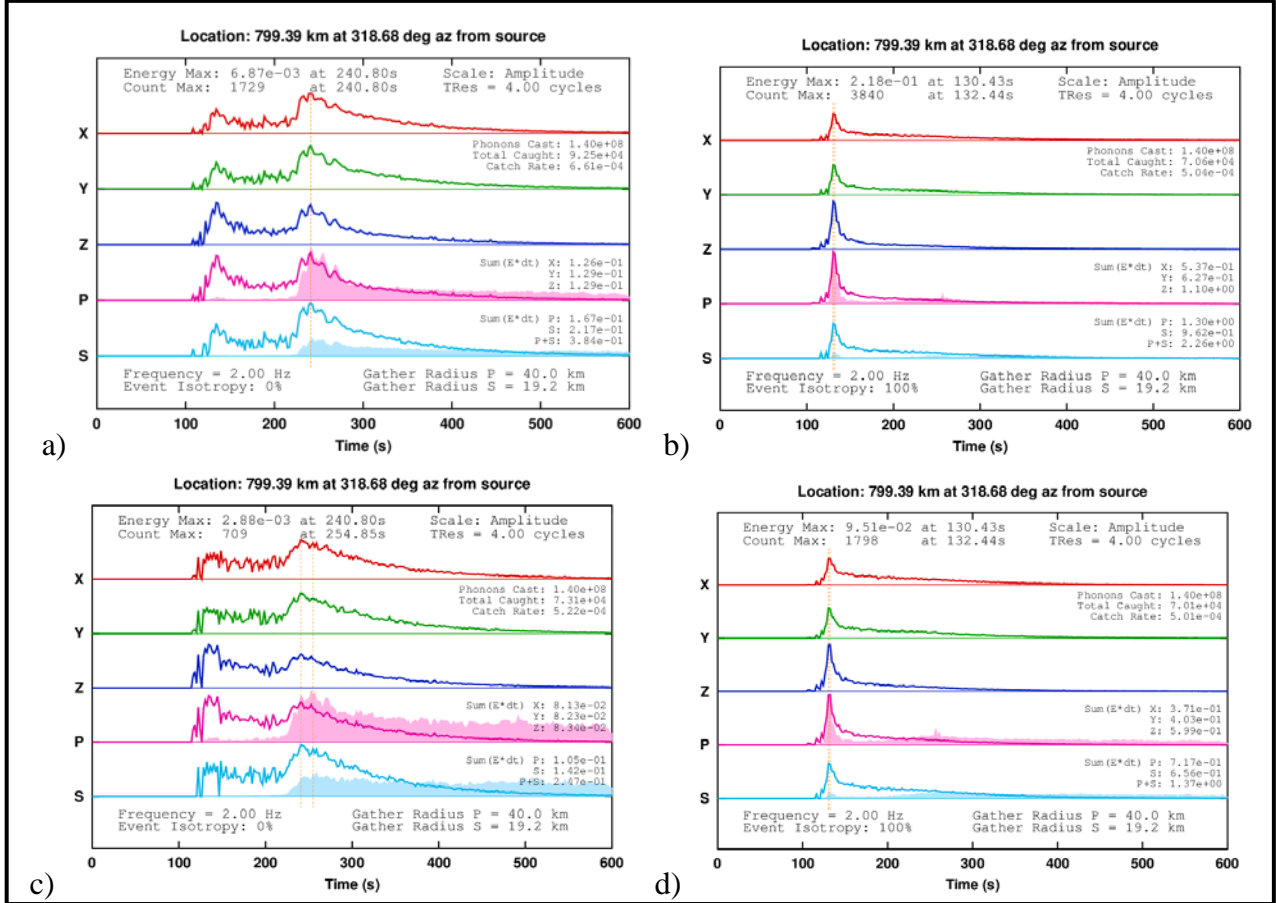 Location: 799.39 km at 318.68 deg az from source
Energy Max: 6.87e-03 at 240.80s Scale: Amplitude
Count Max: 1729 at 240.80s TRes = 4.00 cycles
X
Phonons Cast: 1.40e+08
Total Caught: 9.25e+04
Catch Rate: 6.61e-04
Y
Z
Sum(E*dt) X: 1.26e-01
Y: 1.29e-01
Z: 1.29e-01
P
Sum(E*dt) P: 1.67e-01
S: 2.17e-01
P+S: 3.84e-01
S
Frequency = 2.00 Hz Gather Radius P = 40.0 km
Event Isotropy: 0% Gather Radius S = 19.2 km
0 100 200 300 400 500 600
Time (s)
a)
Location: 799.39 km at 318.68 deg az from source
Energy Max: 2.18e-01 at 130.43s Scale: Amplitude
Count Max: 3840 at 132.44s TRes = 4.00 cycles
X
Phonons Cast: 1.40e+08
Total Caught: 7.06e+04
Catch Rate: 5.04e-04
Y
Z
Sum(E*dt) X: 5.37e-01
Y: 6.27e-01
Z: 1.10e+00
P
Sum(E*dt) P: 1.30e+00
S: 9.62e-01
P+S: 2.26e+00
S
Frequency = 2.00 Hz Gather Radius P = 40.0 km
Event Isotropy: 100% Gather Radius S = 19.2 km
0 100 200 300 400 500 600
Time (s)
b)
Location: 799.39 km at 318.68 deg az from source
Energy Max: 2.88e-03 at 240.80s Scale: Amplitude
Count Max: 709 at 254.85s TRes = 4.00 cycles
X
Phonons Cast: 1.40e+08
Total Caught: 7.31e+04
Catch Rate: 5.22e-04
Y
Z
Sum(E*dt) X: 8.13e-02
Y: 8.23e-02
Z: 8.34e-02
P
Sum(E*dt) P: 1.05e-01
S: 1.42e-01
P+S: 2.47e-01
S
Frequency = 2.00 Hz Gather Radius P = 40.0 km
Event Isotropy: 0% Gather Radius S = 19.2 km
0 100 200 300 400 500 600
Time (s)
c)
Location: 799.39 km at 318.68 deg az from source
Energy Max: 9.51e-02 at 130.43s Scale: Amplitude
Count Max: 1798 at 132.44s TRes = 4.00 cycles
X
Phonons Cast: 1.40e+08
Total Caught: 7.01e+04
Catch Rate: 5.01e-04
Y
Z
Sum(E*dt) X: 3.71e-01
Y: 4.03e-01
Z: 5.99e-01
P
Sum(E*dt) P: 7.17e-01
S: 6.56e-01
P+S: 1.37e+00
S
Frequency = 2.00 Hz Gather Radius P = 40.0 km
Event Isotropy: 100% Gather Radius S = 19.2 km
0 100 200 300 400 500 600
Time (s)
d)